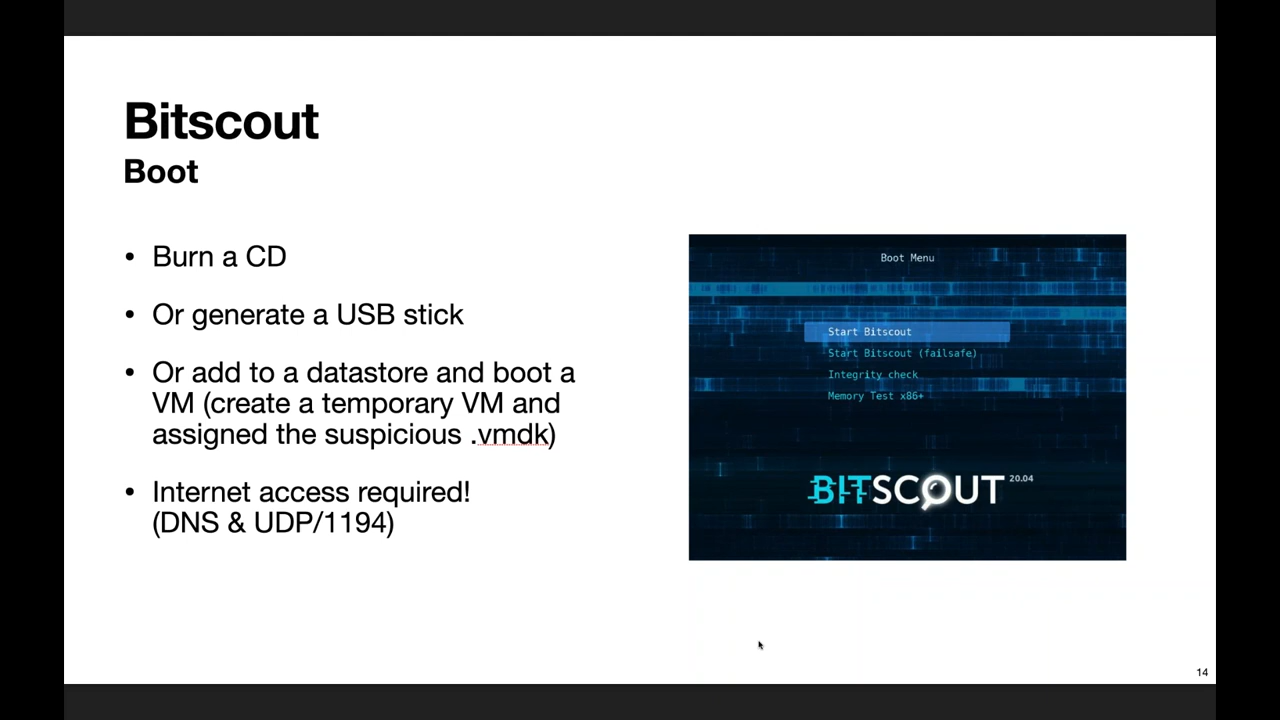 Bitscout
Boot
• Burn a CD
• Or generate a USB stick
• Or add to a datastore and boot a
VM (create a temporary VM and
assigned the suspicious .vmdk)
• Internet access required!
(DNS & UDP/1194)
Boot Menu
Start Bitscout
Start Bitscout (failsafe)
Integrity check
Memory Test x86+
BITSCOUT 20.04
14